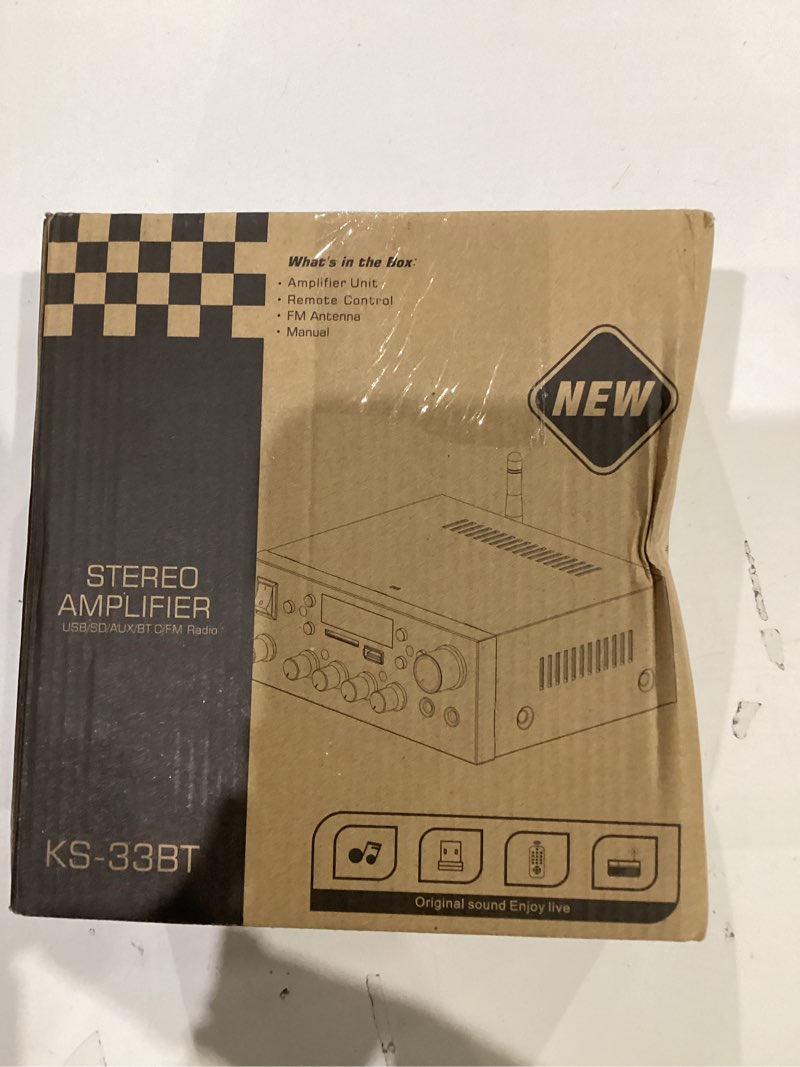 What's in the Box:
• Amplifier Unit
• Remote Control
• FM Antenna
• Manual
NEW
STEREO
AMPLIFIER
USB/SD/AUX/BT C/FM Radio
KS-33BT
Original sound Enjoy live